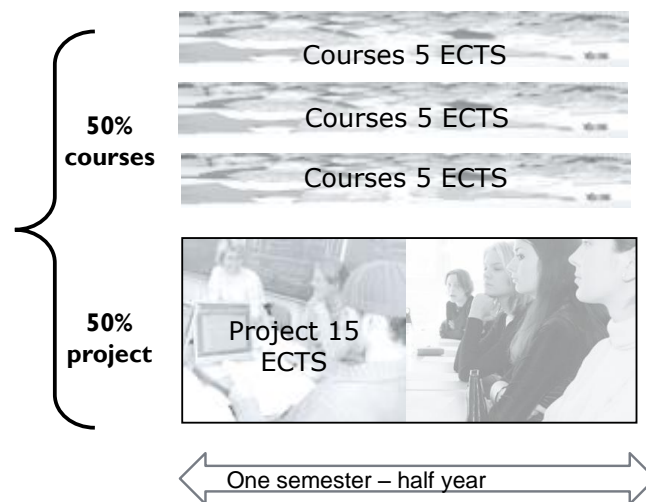 Courses 5 ECTS
50%
courses
Courses 5 ECTS
Courses 5 ECTS
50%
project
Project 15
ECTS
One semester – half year